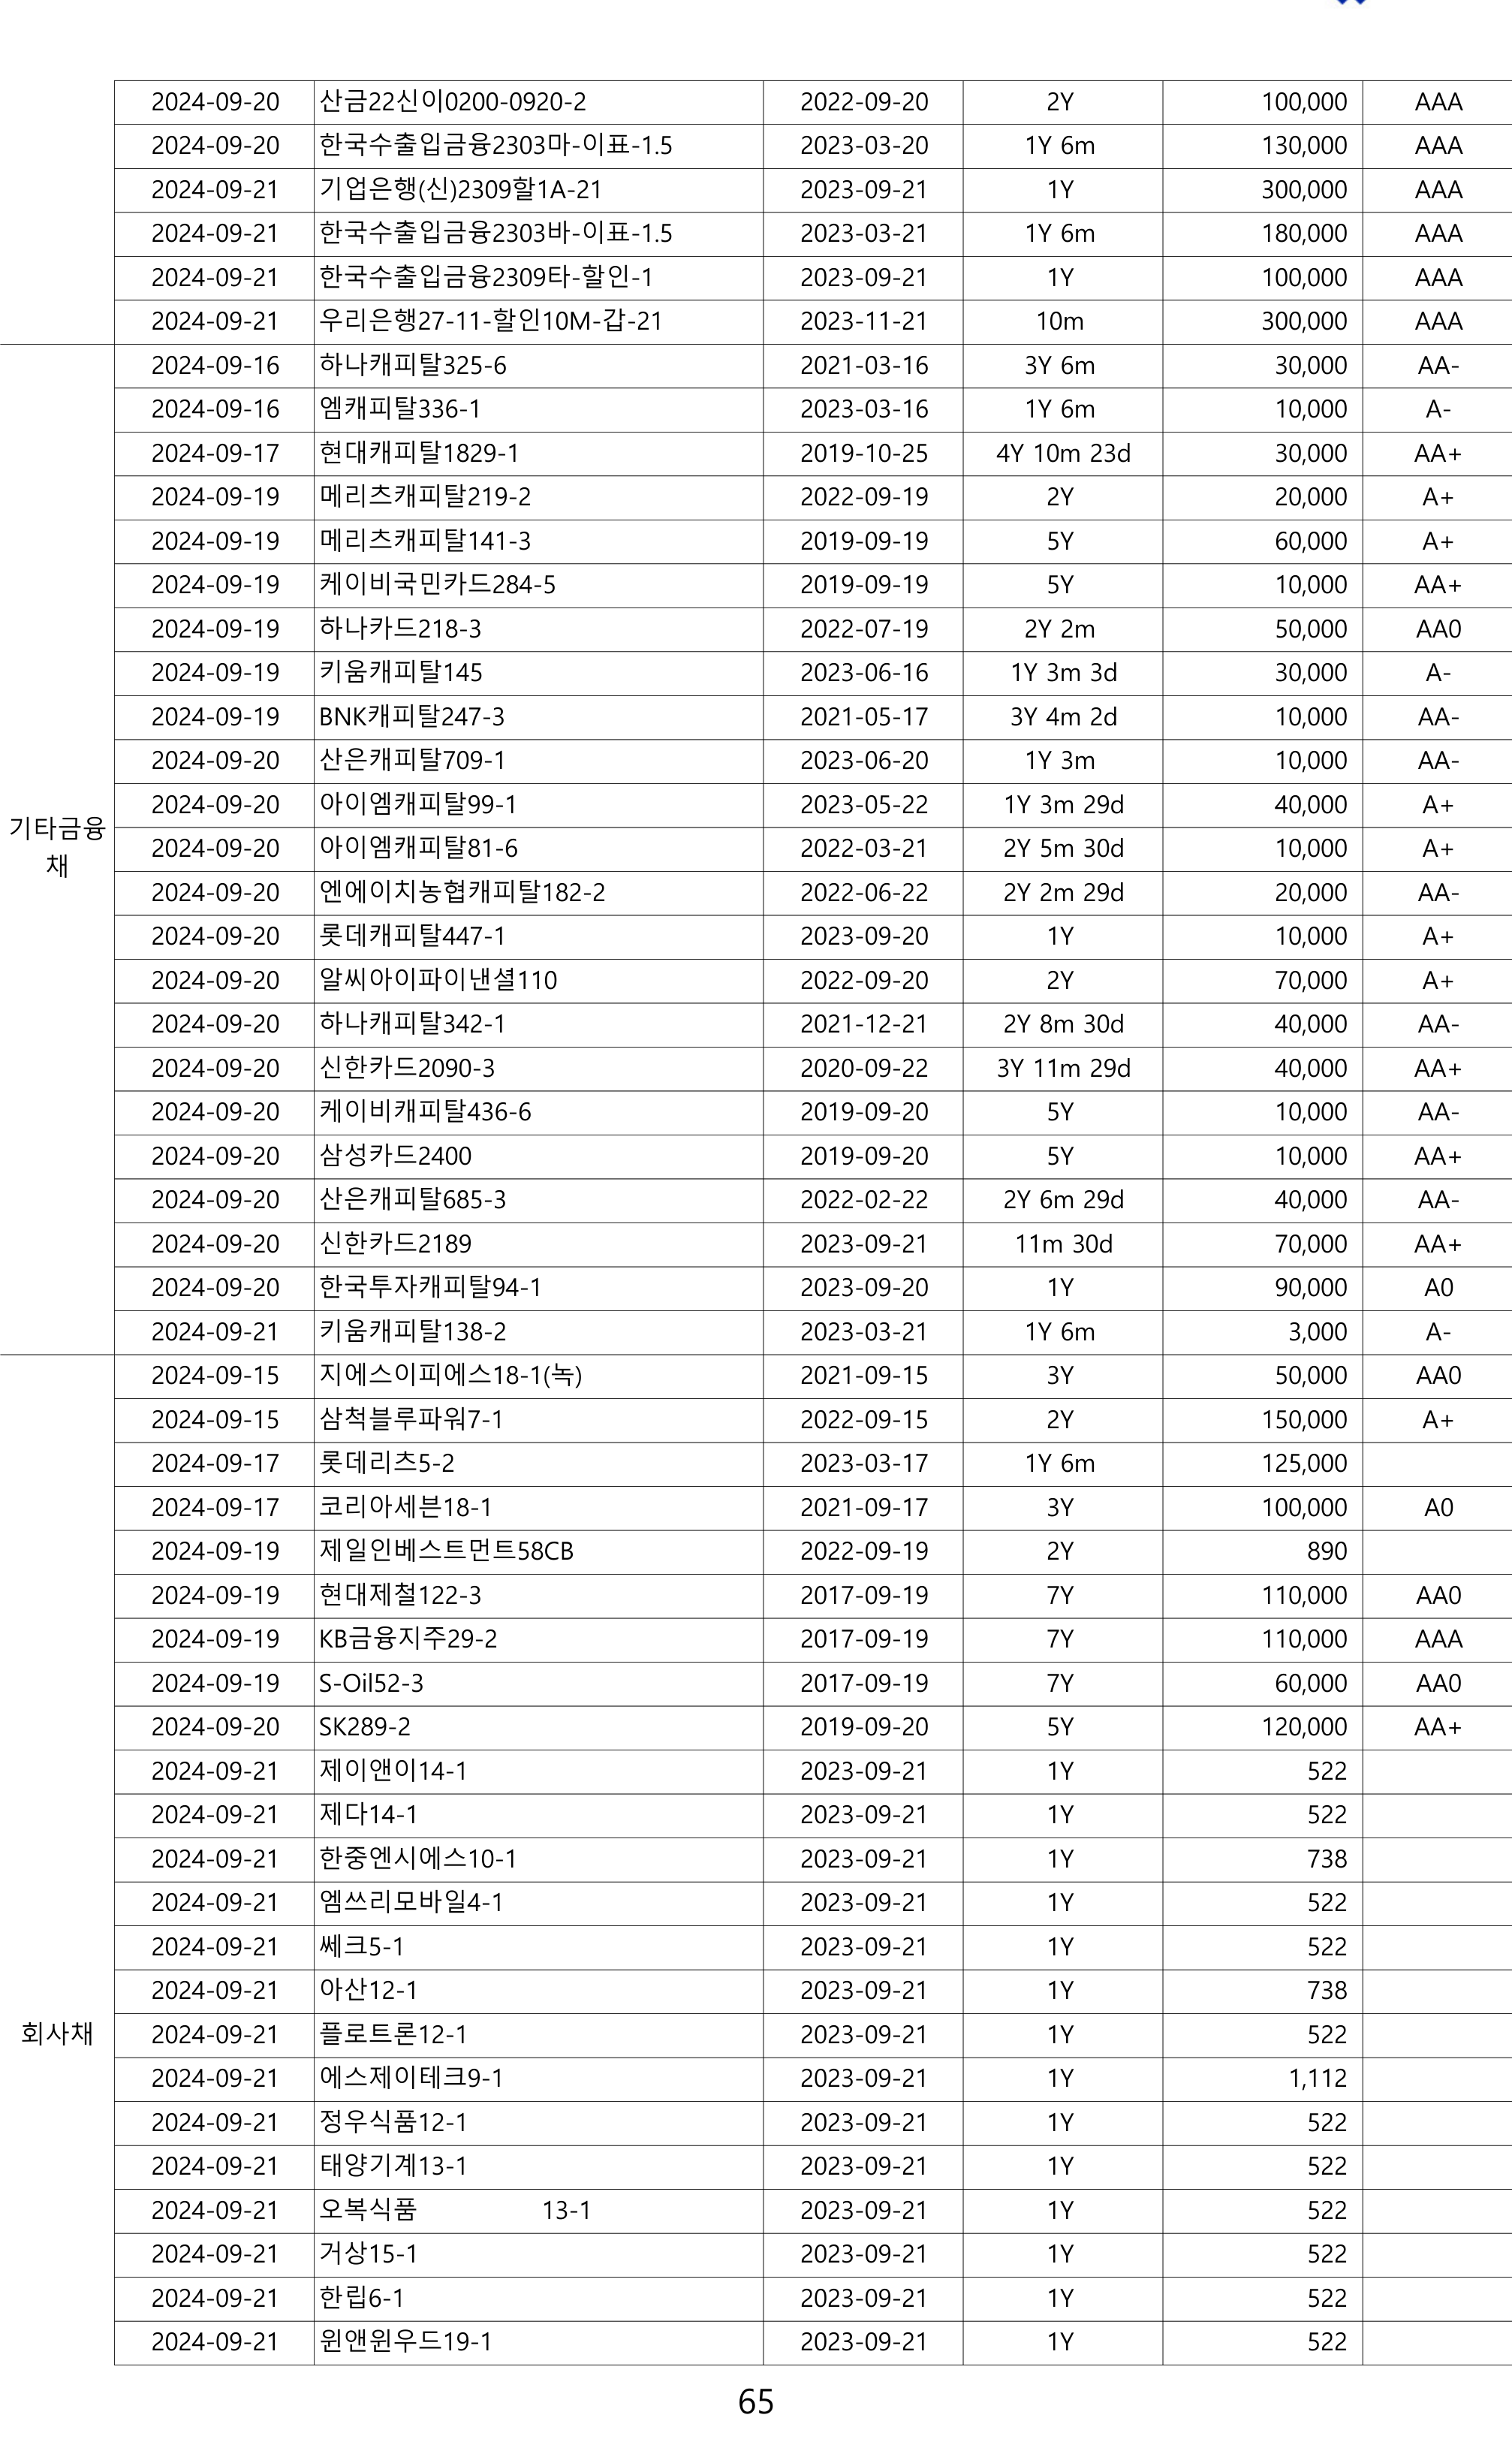 2024-09-20 산금22신이0200-0920-2 2022-09-20 2Y 100,000 AAA
2024-09-20 한국수출입금융2303마-이표-1.5 2023-03-20 1Y 6m 130,000 AAA
2024-09-21 기업은행(신)2309할1A-21 2023-09-21 1Y 300,000 AAA
2024-09-21 한국수출입금융2303바-이표-1.5 2023-03-21 1Y 6m 180,000 AAA
2024-09-21 한국수출입금융2309타-할인-1 2023-09-21 1Y 100,000 AAA
2024-09-21 우리은행27-11-할인10M-갑-21 2023-11-21 10m 300,000 AAA
기타금융
채
2024-09-16 하나캐피탈325-6 2021-03-16 3Y 6m 30,000 AA-
2024-09-16 엠캐피탈336-1 2023-03-16 1Y 6m 10,000 A-
2024-09-17 현대캐피탈1829-1 2019-10-25 4Y 10m 23d 30,000 AA+
2024-09-19 메리츠캐피탈219-2 2022-09-19 2Y 20,000 A+
2024-09-19 메리츠캐피탈141-3 2019-09-19 5Y 60,000 A+
2024-09-19 케이비국민카드284-5 2019-09-19 5Y 10,000 AA+
2024-09-19 하나카드218-3 2022-07-19 2Y 2m 50,000 AA0
2024-09-19 키움캐피탈145 2023-06-16 1Y 3m 3d 30,000 A-
2024-09-19 BNK캐피탈247-3 2021-05-17 3Y 4m 2d 10,000 AA-
2024-09-20 산은캐피탈709-1 2023-06-20 1Y 3m 10,000 AA-
2024-09-20 아이엠캐피탈99-1 2023-05-22 1Y 3m 29d 40,000 A+
2024-09-20 아이엠캐피탈81-6 2022-03-21 2Y 5m 30d 10,000 A+
2024-09-20 엔에이치농협캐피탈182-2 2022-06-22 2Y 2m 29d 20,000 AA-
2024-09-20 롯데캐피탈447-1 2023-09-20 1Y 10,000 A+
2024-09-20 알씨아이파이낸셜110 2022-09-20 2Y 70,000 A+
2024-09-20 하나캐피탈342-1 2021-12-21 2Y 8m 30d 40,000 AA-
2024-09-20 신한카드2090-3 2020-09-22 3Y 11m 29d 40,000 AA+
2024-09-20 케이비캐피탈436-6 2019-09-20 5Y 10,000 AA-
2024-09-20 삼성카드2400 2019-09-20 5Y 10,000 AA+
2024-09-20 산은캐피탈685-3 2022-02-22 2Y 6m 29d 40,000 AA-
2024-09-20 신한카드2189 2023-09-21 11m 30d 70,000 AA+
2024-09-20 한국투자캐피탈94-1 2023-09-20 1Y 90,000 A0
2024-09-21 키움캐피탈138-2 2023-03-21 1Y 6m 3,000 A-
회사채
2024-09-15 지에스이피에스18-1(녹) 2021-09-15 3Y 50,000 AA0
2024-09-15 삼척블루파워7-1 2022-09-15 2Y 150,000 A+
2024-09-17 롯데리츠5-2 2023-03-17 1Y 6m 125,000
2024-09-17 코리아세븐18-1 2021-09-17 3Y 100,000 A0
2024-09-19 제일인베스트먼트58CB 2022-09-19 2Y 890
2024-09-19 현대제철122-3 2017-09-19 7Y 110,000 AA0
2024-09-19 KB금융지주29-2 2017-09-19 7Y 110,000 AAA
2024-09-19 S-Oil52-3 2017-09-19 7Y 60,000 AA0
2024-09-20 SK289-2 2019-09-20 5Y 120,000 AA+
2024-09-21 제이앤이14-1 2023-09-21 1Y 522
2024-09-21 제다14-1 2023-09-21 1Y 522
2024-09-21 한중엔시에스10-1 2023-09-21 1Y 738
2024-09-21 엠쓰리모바일4-1 2023-09-21 1Y 522
2024-09-21 쎄크5-1 2023-09-21 1Y 522
2024-09-21 아산12-1 2023-09-21 1Y 738
2024-09-21 플로트론12-1 2023-09-21 1Y 522
2024-09-21 에스제이테크9-1 2023-09-21 1Y 1,112
2024-09-21 정우식품12-1 2023-09-21 1Y 522
2024-09-21 태양기계13-1 2023-09-21 1Y 522
2024-09-21 오복식품 13-1 2023-09-21 1Y 522
2024-09-21 거상15-1 2023-09-21 1Y 522
2024-09-21 한립6-1 2023-09-21 1Y 522
2024-09-21 윈앤윈우드19-1 2023-09-21 1Y 522
65